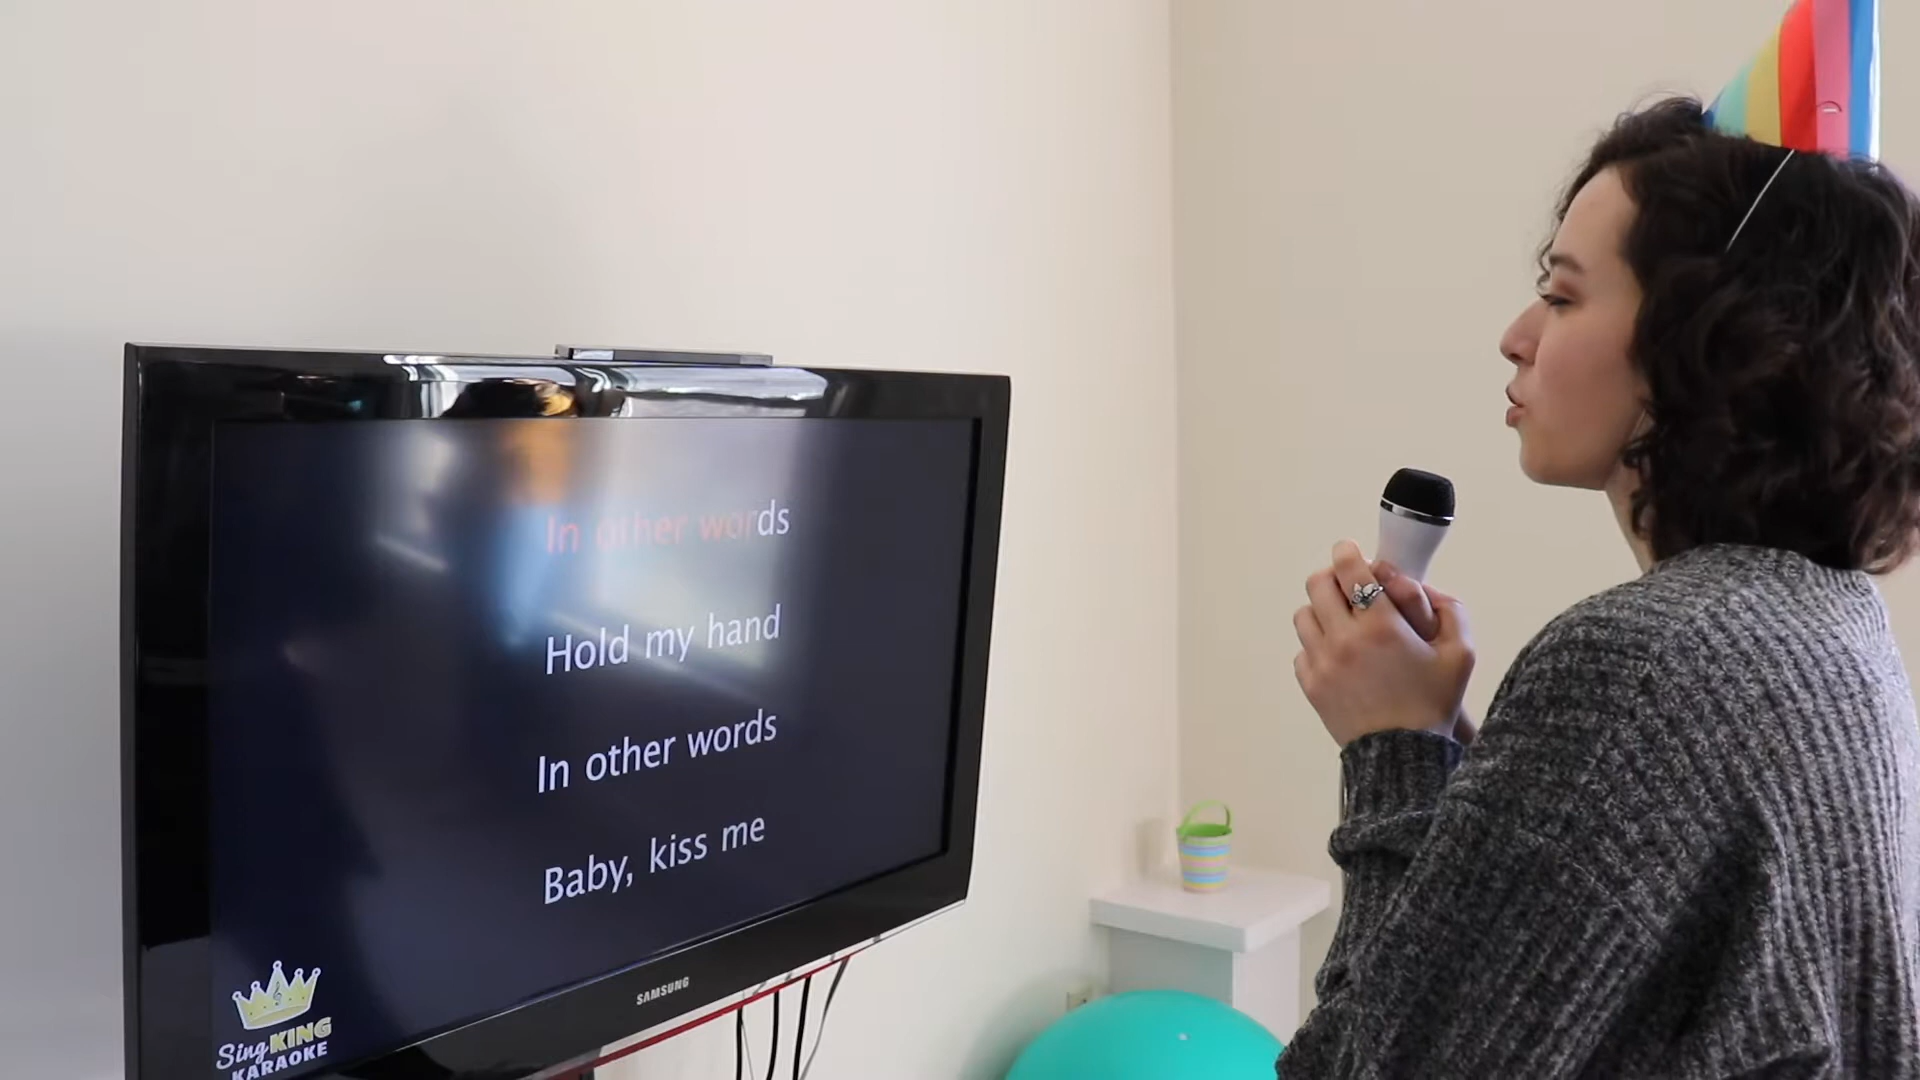 In other words
Hold my hand
In other words
Baby, kiss me
SAMSUNG
Sing KING
KARAOKE